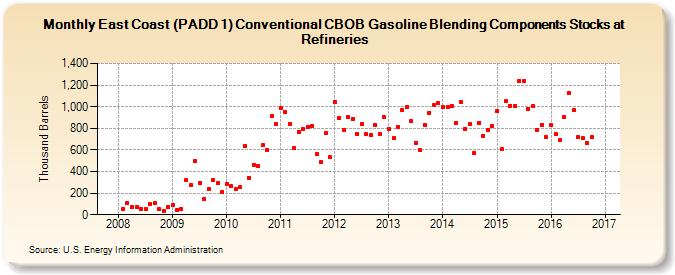 Monthly East Coast (PADD 1) Conventional CBOB Gasoline Blending Components Stocks at
Refineries
Thousand Barrels
1,400
1,200
1,000
800
600
400
200
0
2008 2009 2010 2011 2012 2013 2014 2015 2016 2017
Source: U.S. Energy Information Administration